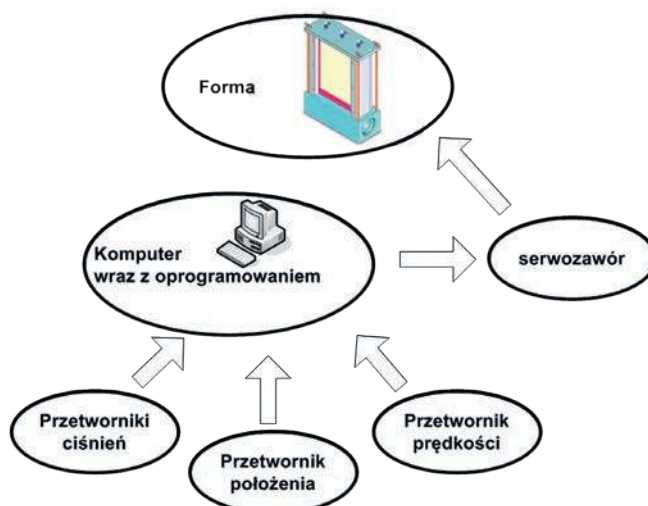 Forma
Komputer
wraz z oprogramowaniem
serwozawór
Przetworniki
ciśnień
Przetwornik
położenia
Przetwornik
prędkości